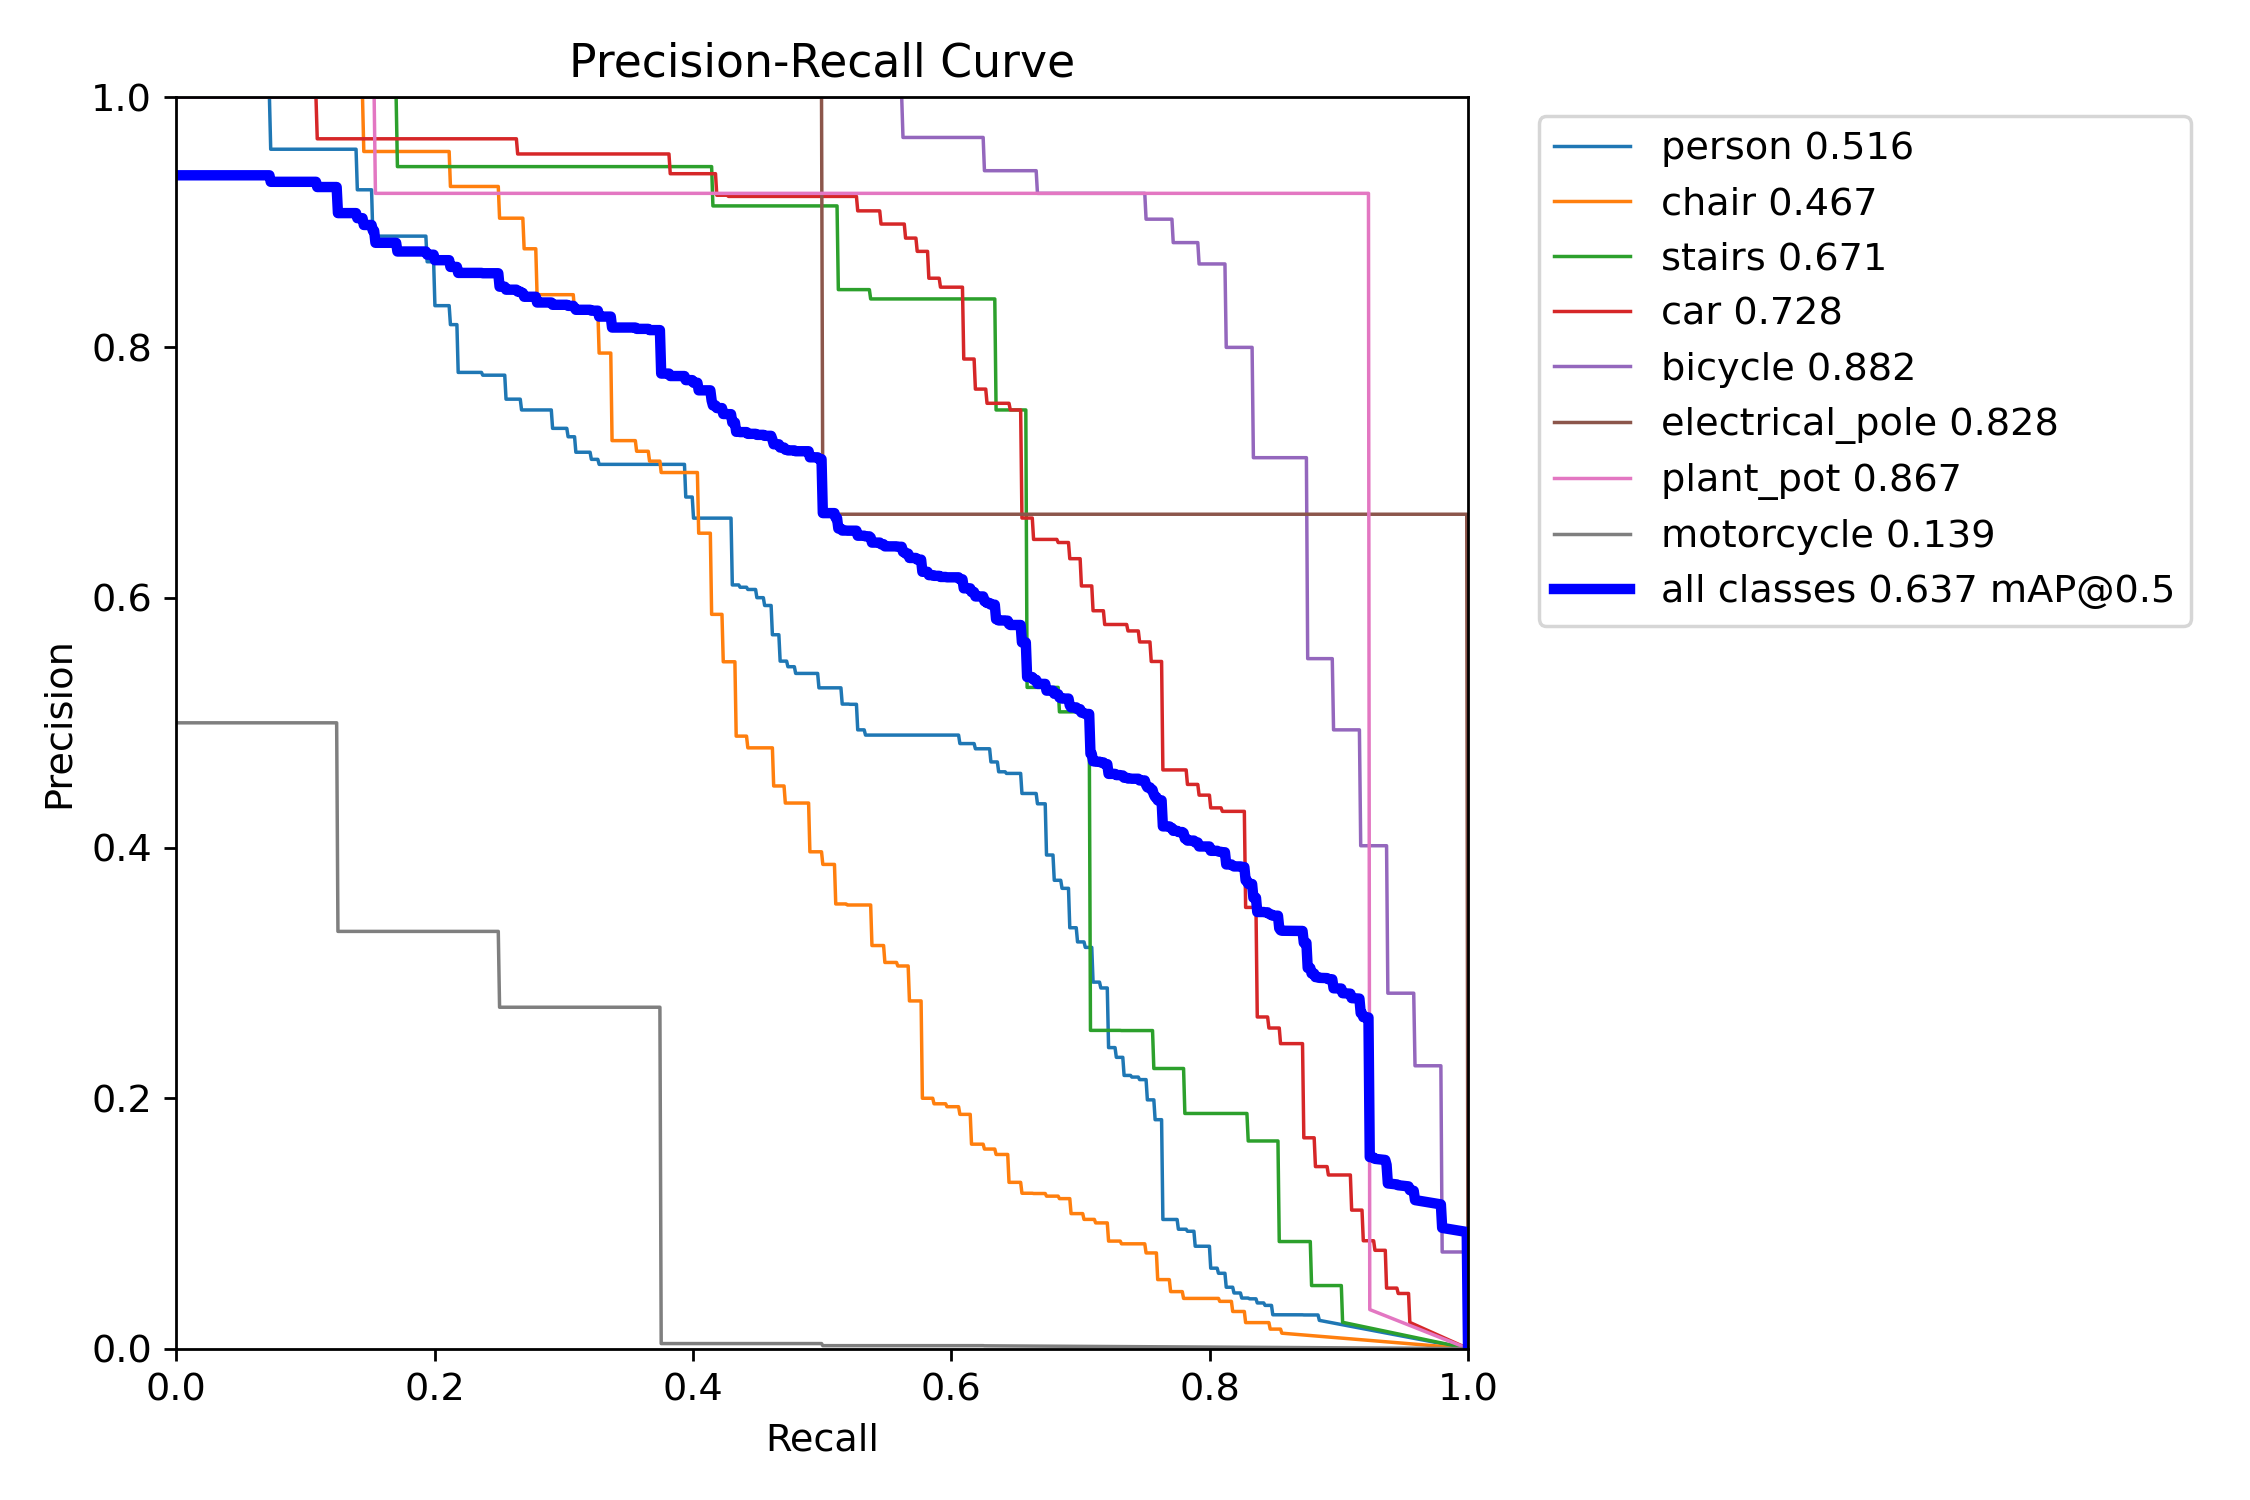 Precision-Recall Curve
1.0
0.8
0.6
0.4
0.2
0.0
Precision
0.0 0.2 0.4 0.6 0.8 1.0
Recall
person 0.516
chair 0.467
stairs 0.671
car 0.728
bicycle 0.882
electrical_pole 0.828
plant_pot 0.867
motorcycle 0.139
all classes 0.637 mAP@0.5